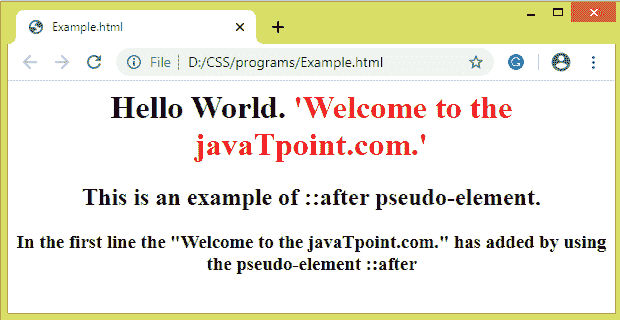 Example.html
File D:/CSS/programs/Example.html
Hello World. 'Welcome to the
javaTpoint.com.'
This is an example of ::after pseudo-element.
In the first line the "Welcome to the javaTpoint.com." has added by using
the pseudo-element ::after